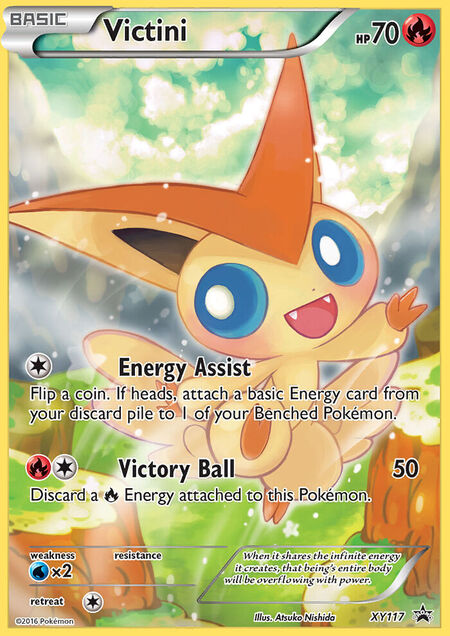 BASIC
Victini
HP70
Energy Assist
Flip a coin. If heads, attach a basic Energy card from
your discard pile to 1 of your Benched Pokémon.
Victory Ball 50
Discard a Energy attached to this Pokémon.
weakness resistance
×2
retreat
When it shares the infinite energy
it creates, that being's entire body
will be overflowing with power.
©2016 Pokémon
Illus. Atsuko Nishida
XY117
PROMO